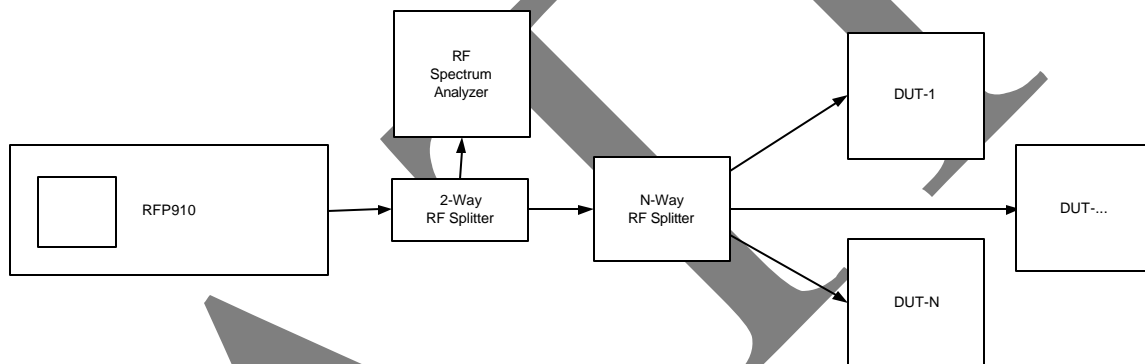 RF
Spectrum
Analyzer
DUT-1
RFP910
2-Way
RF Splitter
N-Way
RF Splitter
DUT-...
DUT-N